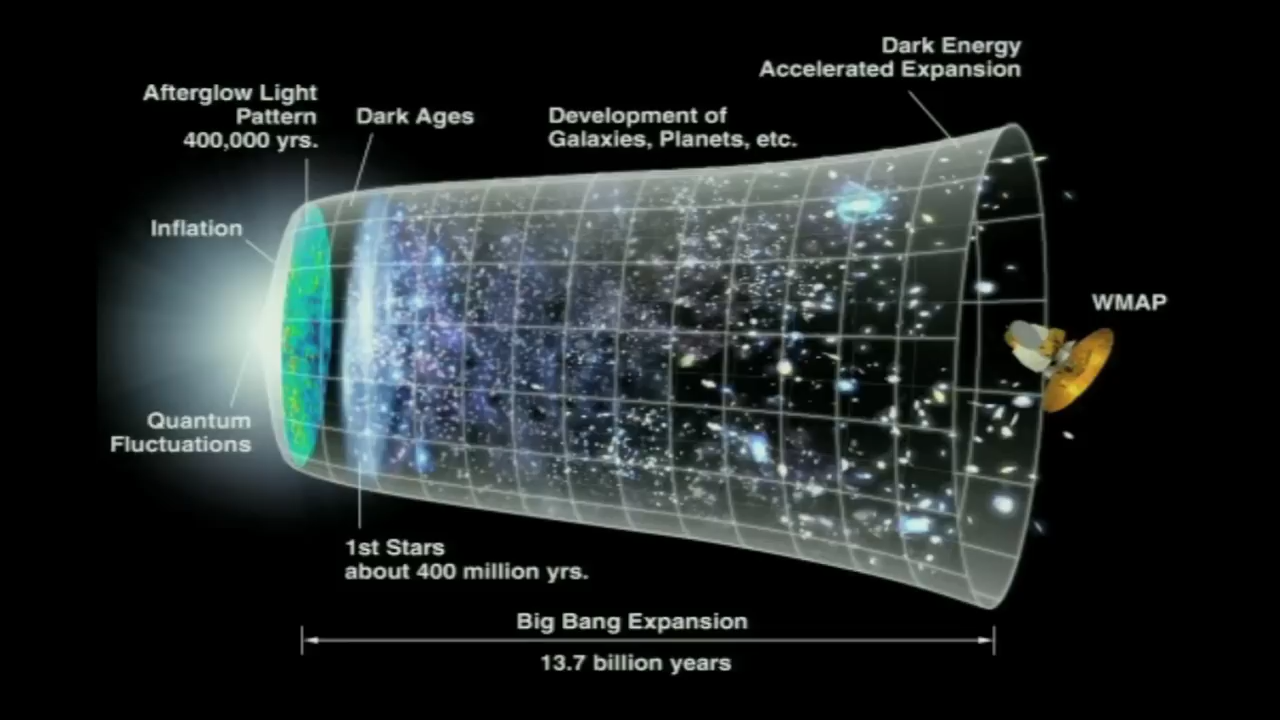 Dark Energy
Accelerated Expansion
Afterglow Light
Pattern
400,000 yrs.
Dark Ages
Development of
Galaxies, Planets, etc.
Inflation
WMAP
Quantum
Fluctuations
1st Stars
about 400 million yrs.
Big Bang Expansion
13.7 billion years